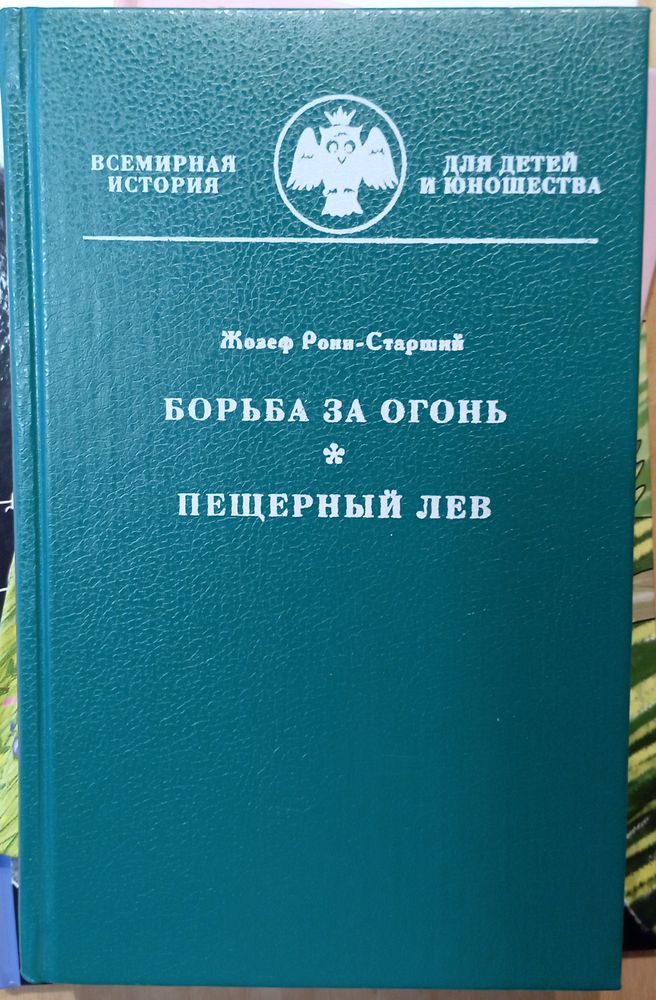 ВСЕМИРНАЯ
ИСТОРИЯ
ДЛЯ ДЕТЕЙ
И ЮНОШЕСТВА
Жозеф Рони-Старший
БОРЬБА ЗА ОГОНЬ
*
ПЕЩЕРНЫЙ ЛЕВ